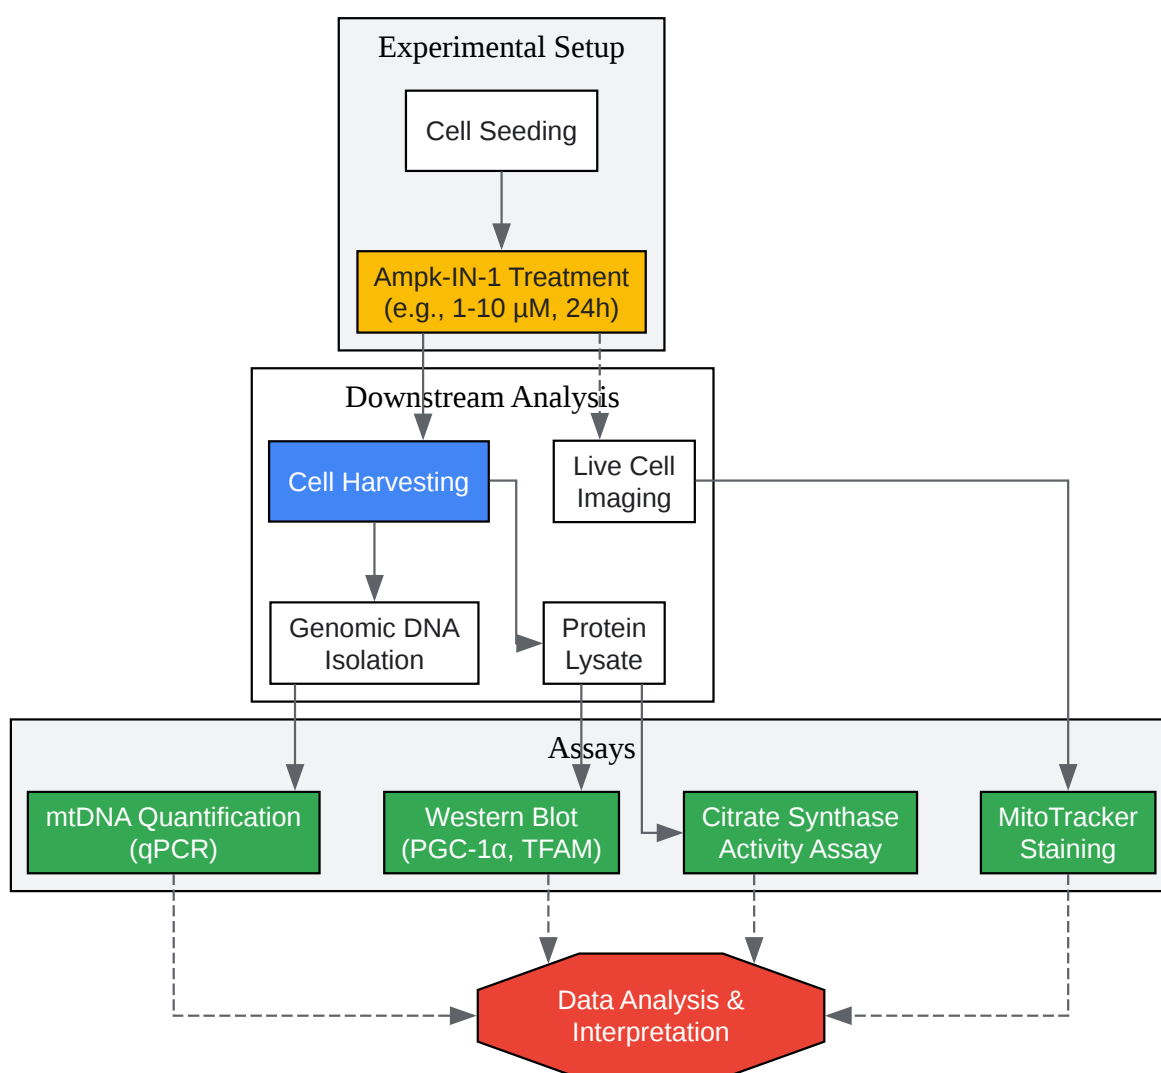 Experimental Setup
Cell Seeding
Ampk-IN-1 Treatment
(e.g., 1-10 µM, 24h)
Downstream Analysis
Cell Harvesting
Live Cell
Imaging
Genomic DNA
Isolation
Protein
Lysate
Assays
mtDNA Quantification
(qPCR)
Western Blot
(PGC-1α, TFAM)
Citrate Synthase
Activity Assay
MitoTracker
Staining
Data Analysis &
Interpretation